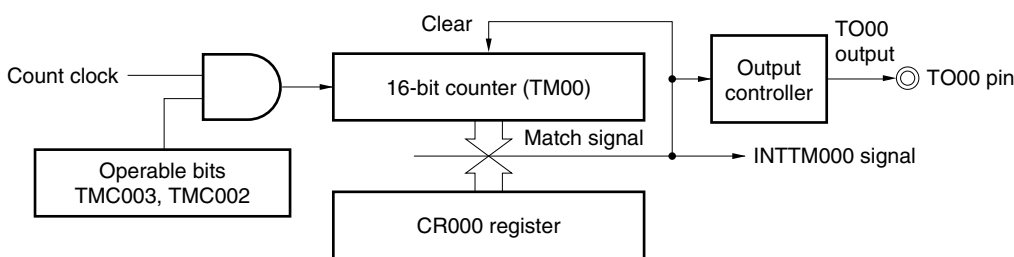 Clear
TO00
output
Count clock
16-bit counter (TM00)
Output
controller
TO00 pin
Match signal
INTTM000 signal
Operable bits
TMC003, TMC002
CR000 register